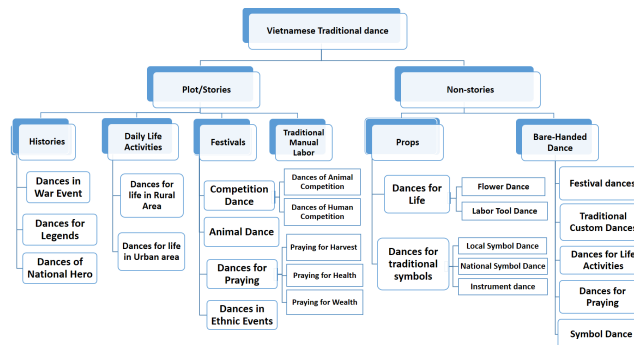 Vietnamese Traditional dance
Plot/Stories
Non-stories
Histories
Daily Life
Activities
Festivals
Traditional
Manual
Labor
Props
Bare-Handed
Dance
Dances in
War Event
Dances for
Legends
Dances of
National Hero
Dances for
life in Rural
Area
Dances for life
in Urban area
Competition
Dance
Animal Dance
Dances for
Praying
Dances in
Ethnic Events
Dances of Animal
Competition
Dances of Human
Competition
Praying for Harvest
Praying for Health
Praying for Wealth
Dances for
Life
Dances for
traditional
symbols
Flower Dance
Labor Tool Dance
Local Symbol Dance
National Symbol Dance
Instrument dance
Festival dances
Traditional
Custom Dances
Dances for Life
Activities
Dances for
Praying
Symbol Dance